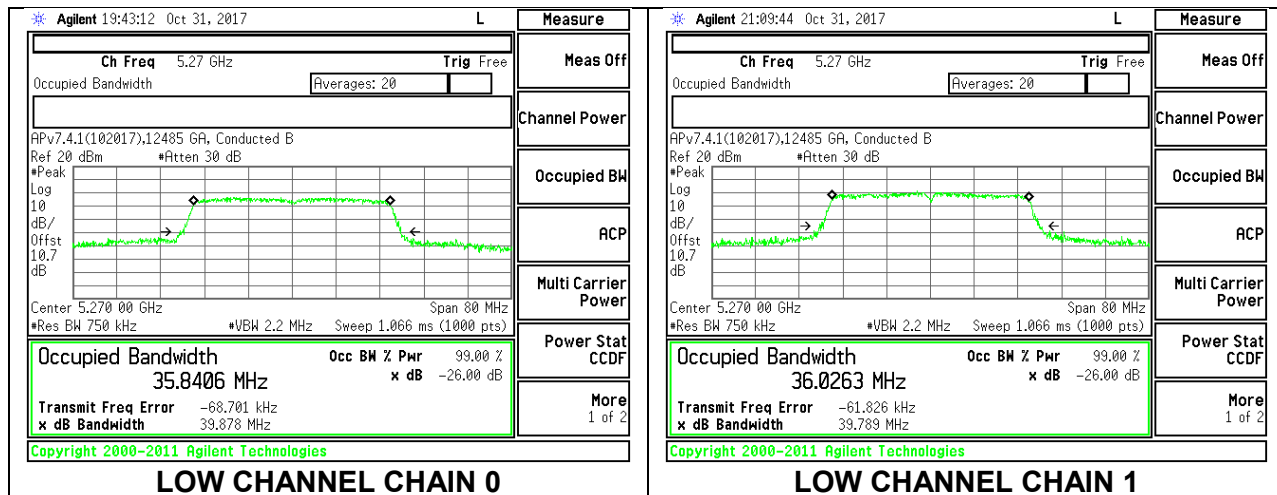 Agilent 19:43:12 Oct 31, 2017 L Measure
Ch Freq 5.27 GHz Trig Free
Occupied Bandwidth Averages: 20
APv7.4.1(102017),12485 GA, Conducted B
Ref 20 dBm #Atten 30 dB
#Peak
Log
10
dB/
Offst
10.7
dB
Center 5.270 00 GHz Span 80 MHz
#Res BW 750 kHz #VBW 2.2 MHz Sweep 1.066 ms (1000 pts)
Occupied Bandwidth Occ BW % Pwr 99.00 %
35.8406 MHz x dB -26.00 dB
Transmit Freq Error -68.701 kHz
x dB Bandwidth 39.878 MHz
Copyright 2000-2011 Agilent Technologies
Meas Off
Channel Power
Occupied BW
ACP
Multi Carrier
Power
Power Stat
CCDF
More
1 of 2
LOW CHANNEL CHAIN 0
Agilent 21:09:44 Oct 31, 2017 L Measure
Ch Freq 5.27 GHz Trig Free
Occupied Bandwidth Averages: 20
APv7.4.1(102017),12485 GA, Conducted B
Ref 20 dBm #Atten 30 dB
#Peak
Log
10
dB/
Offst
10.7
dB
Center 5.270 00 GHz Span 80 MHz
#Res BW 750 kHz #VBW 2.2 MHz Sweep 1.066 ms (1000 pts)
Occupied Bandwidth Occ BW % Pwr 99.00 %
36.0263 MHz x dB -26.00 dB
Transmit Freq Error -61.826 kHz
x dB Bandwidth 39.789 MHz
Copyright 2000-2011 Agilent Technologies
Meas Off
Channel Power
Occupied BW
ACP
Multi Carrier
Power
Power Stat
CCDF
More
1 of 2
LOW CHANNEL CHAIN 1